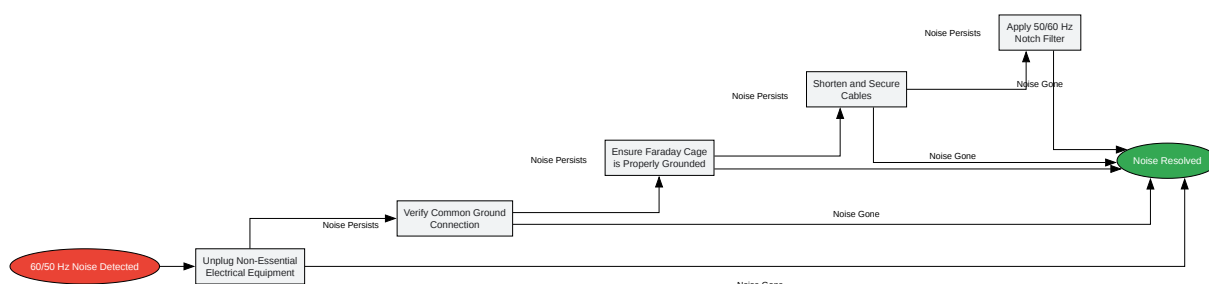 Apply 50/60 Hz
Notch Filter
Noise Persists
Shorten and Secure
Cables
Noise Gone
Noise Persists
Ensure Faraday Cage
is Properly Grounded
Noise Persists
Noise Gone
Noise Resolved
Verify Common Ground
Connection
Noise Persists
Noise Gone
60/50 Hz Noise Detected
Unplug Non-Essential
Electrical Equipment